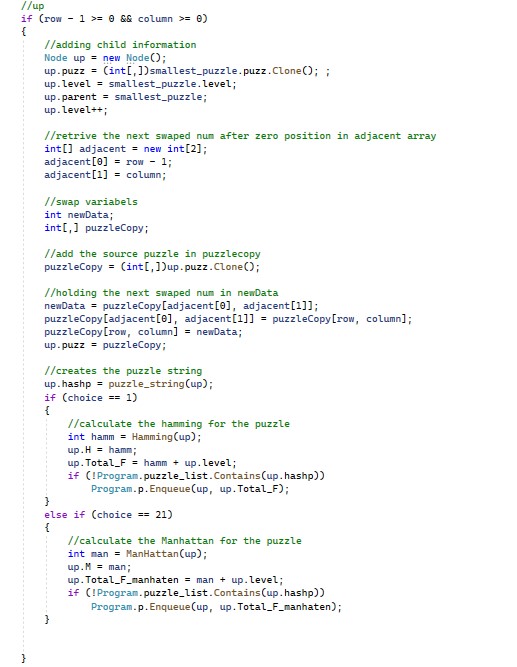 //up
if (row - 1 >= 0 && column >= 0)
{
//adding child information
Node up = new Node();
up.puzz = (int[,])smallest_puzzle.puzz.Clone(); ;
up.level = smallest_puzzle.level;
up.parent = smallest_puzzle;
up.level++;
//retrive the next swaped num after zero position in adjacent array
int[] adjacent = new int[2];
adjacent[0] = row - 1;
adjacent[1] = column;
//swap variabels
int newData;
int[,] puzzleCopy;
//add the source puzzle in puzzlecopy
puzzleCopy = (int[,])up.puzz.Clone();
//holding the next swaped num in newData
newData = puzzleCopy[adjacent[0], adjacent[1]];
puzzleCopy[adjacent[0], adjacent[1]] = puzzleCopy[row, column];
puzzleCopy[row, column] = newData;
up.puzz = puzzleCopy;
//creates the puzzle string
up.hashp = puzzle_string(up);
if (choice == 1)
{
//calculate the hamming for the puzzle
int hamm = Hamming(up);
up.H = hamm;
up.Total_F = hamm + up.level;
if (!Program.puzzle_list.Contains(up.hashp))
Program.p.Enqueue(up, up.Total_F);
}
else if (choice == 21)
{
//calculate the Manhattan for the puzzle
int man = ManHattan(up);
up.M = man;
up.Total_F_manhaten = man + up.level;
if (!Program.puzzle_list.Contains(up.hashp))
Program.p.Enqueue(up, up.Total_F_manhaten);
}
}